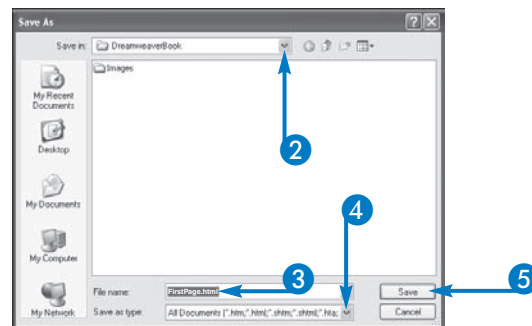 Save As
Save in: DreamweaverBook
Images
My Recent
Documents
Desktop
2
My Documents
4
My Computer
3
5
File name: FirstPage.html Save
My Network Save as type: All Documents (*.htm;*.html;*.shtm;*.shtml;*.hta; Cancel